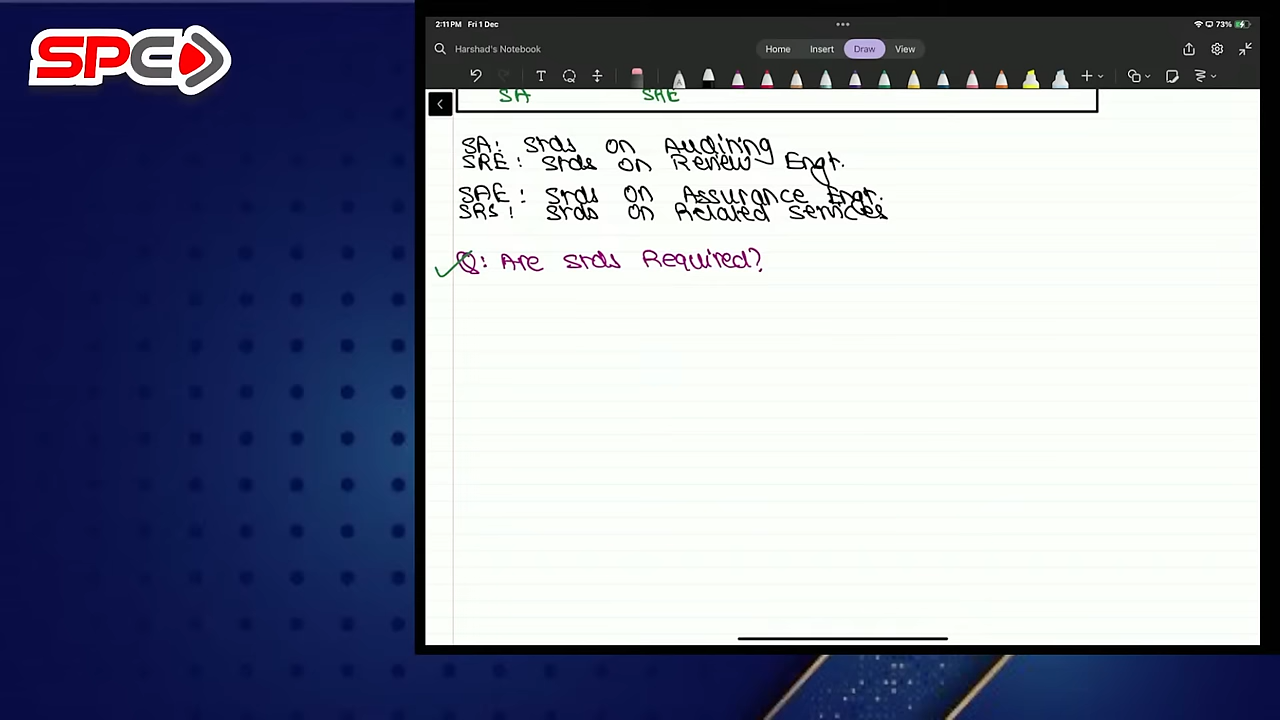 SPC
2:11 PM Fri 1 Dec
73%
Harshad's Notebook
Home Insert Draw View
SA SRE
SA: Stds on Auditing
SRE: Stds on Review Engt.
SAE: Stds on Assurance Engt.
SRS: Stds on Related Services
Q: Are Stds Required?